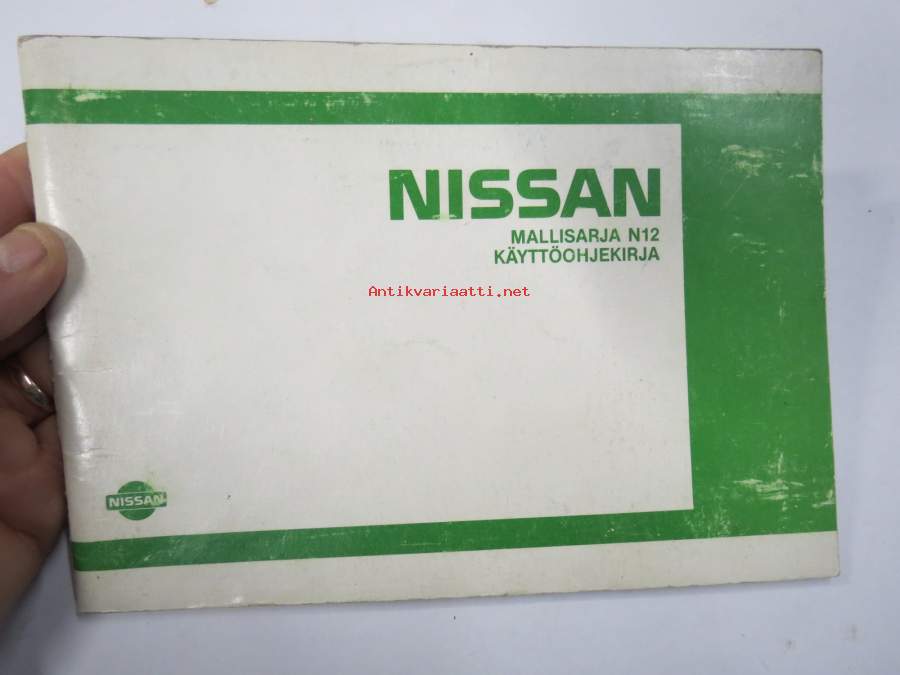 NISSAN
MALLISARJA N12
KÄYTTÖOHJEKIRJA
Antikvariaatti.net
NISSAN